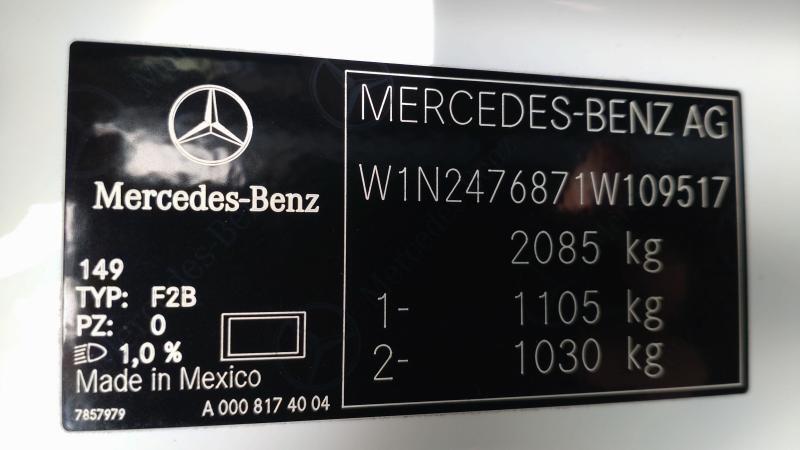 Mercedes-Benz
149
TYP: F2B
PZ: 0
1,0 %
Made in Mexico
7857979
A 000 817 40 04
MERCEDES-BENZ AG
W1N2476871W109517
2085 kg
1- 1105 kg
2- 1030 kg